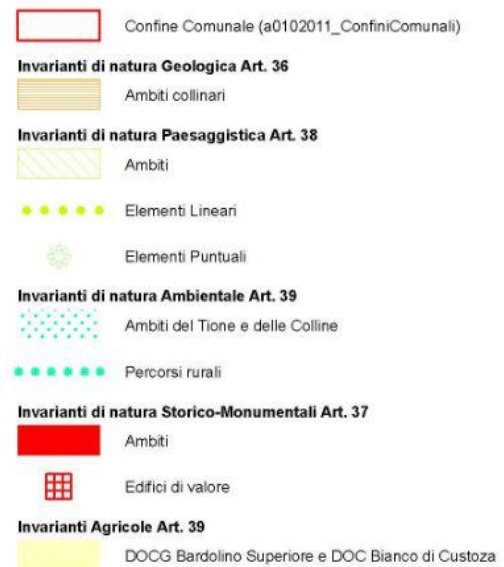 Confine Comunale (a0102011_ConfiniComunali)
Invarianti di natura Geologica Art. 36
Ambiti collinari
Invarianti di natura Paesaggistica Art. 38
Ambiti
Elementi Lineari
Elementi Puntuali
Invarianti di natura Ambientale Art. 39
Ambiti del Tione e delle Colline
Percorsi rurali
Invarianti di natura Storico-Monumentali Art. 37
Ambiti
Edifici di valore
Invarianti Agricole Art. 39
DOCG Bardolino Superiore e DOC Bianco di Custoza